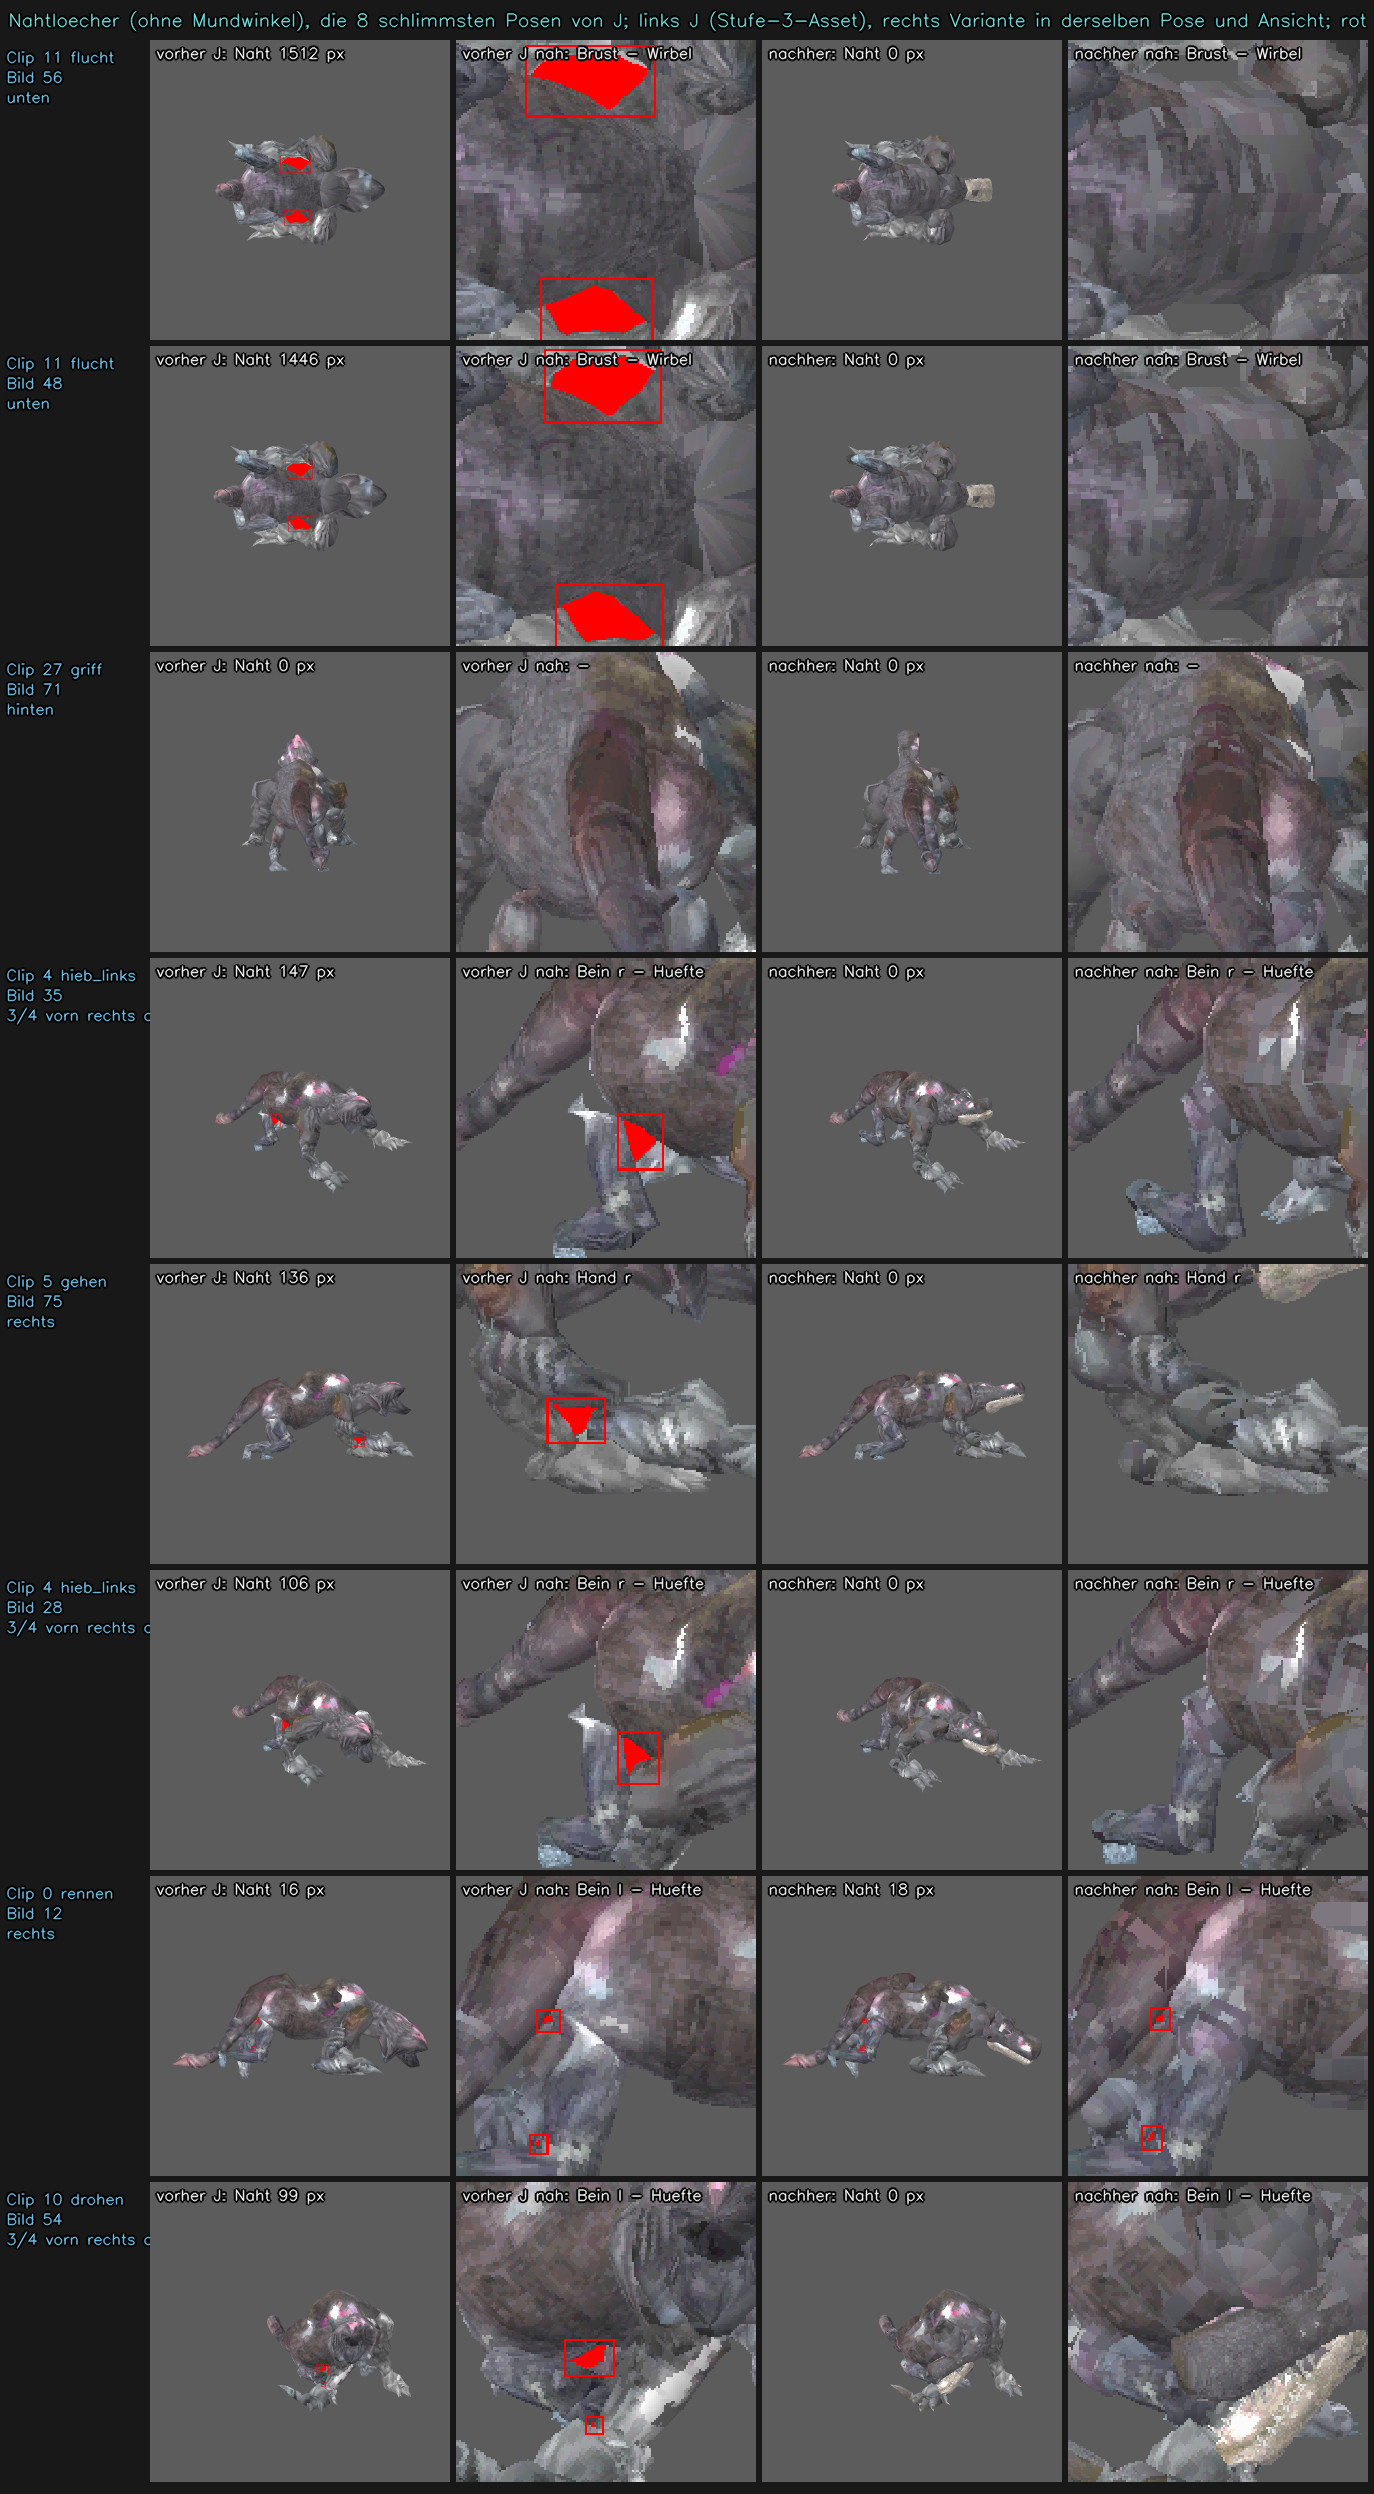 Nahtloecher (ohne Mundwinkel), die 8 schlimmsten Posen von J; links J (Stufe-3-Asset), rechts Variante in derselben Pose und Ansicht; rot
Clip 11 flucht
Bild 56
unten
vorher J: Naht 1512 px
vorher J nah: Brust - Wirbel
nachher: Naht 0 px
nachher nah: Brust - Wirbel
Clip 11 flucht
Bild 48
unten
vorher J: Naht 1446 px
vorher J nah: Brust - Wirbel
nachher: Naht 0 px
nachher nah: Brust - Wirbel
Clip 27 griff
Bild 71
hinten
vorher J: Naht 0 px
vorher J nah: -
nachher: Naht 0 px
nachher nah: -
Clip 4 hieb_links
Bild 35
3/4 vorn rechts o
vorher J: Naht 147 px
vorher J nah: Bein r - Huefte
nachher: Naht 0 px
nachher nah: Bein r - Huefte
Clip 5 gehen
Bild 75
rechts
vorher J: Naht 136 px
vorher J nah: Hand r
nachher: Naht 0 px
nachher nah: Hand r
Clip 4 hieb_links
Bild 28
3/4 vorn rechts o
vorher J: Naht 106 px
vorher J nah: Bein r - Huefte
nachher: Naht 0 px
nachher nah: Bein r - Huefte
Clip 0 rennen
Bild 12
rechts
vorher J: Naht 16 px
vorher J nah: Bein l - Huefte
nachher: Naht 18 px
nachher nah: Bein l - Huefte
Clip 10 drohen
Bild 54
3/4 vorn rechts o
vorher J: Naht 99 px
vorher J nah: Bein l - Huefte
nachher: Naht 0 px
nachher nah: Bein l - Huefte